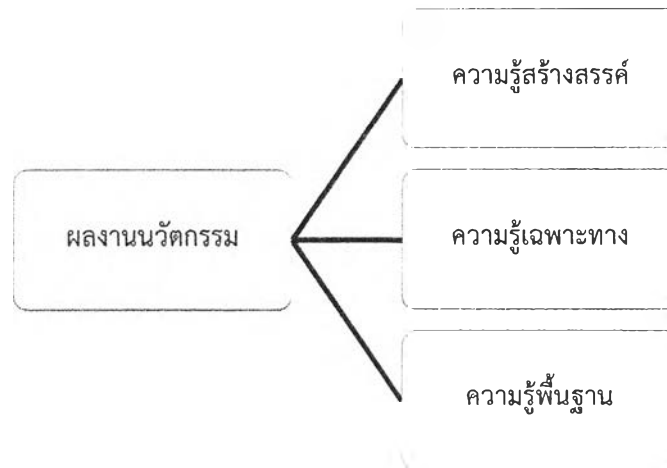 ความรู้สร้างสรรค์
ผลงานนวัตกรรม
ความรู้เฉพาะทาง
ความรู้พื้นฐาน